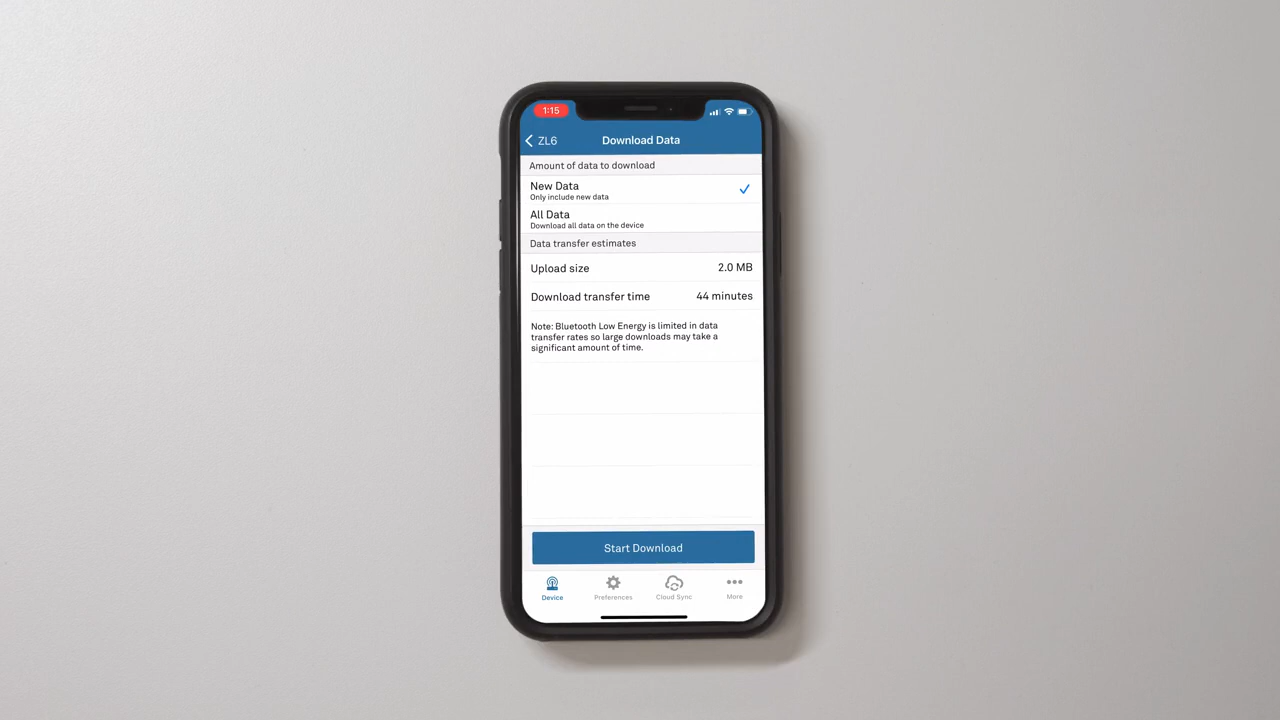 1:15
ZL6
Download Data
Amount of data to download
New Data
Only include new data
All Data
Download all data on the device
Data transfer estimates
Upload size 2.0 MB
Download transfer time 44 minutes
Note: Bluetooth Low Energy is limited in data
transfer rates so large downloads may take a
significant amount of time.
Start Download
Device Preferences Cloud Sync More